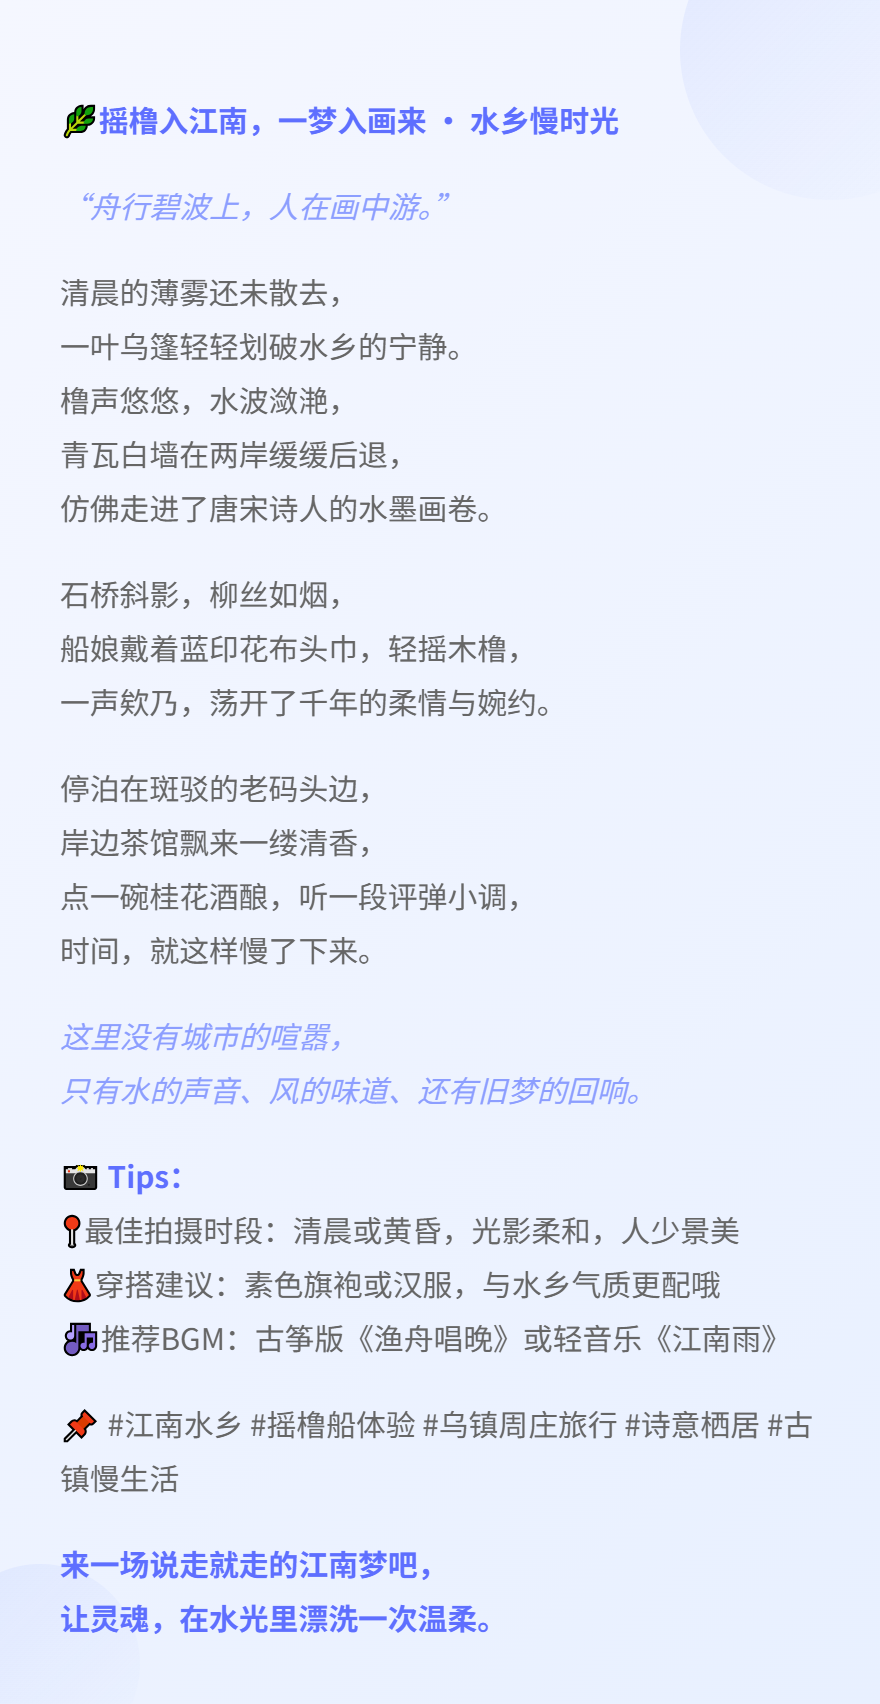 🌿摇橹入江南，一梦入画来 · 水乡慢时光
“舟行碧波上，人在画中游。”
清晨的薄雾还未散去，
一叶乌篷轻轻划破水乡的宁静。
橹声悠悠，水波潋滟，
青瓦白墙在两岸缓缓后退，
仿佛走进了唐宋诗人的水墨画卷。
石桥斜影，柳丝如烟，
船娘戴着蓝印花布头巾，轻摇木橹，
一声欸乃，荡开了千年的柔情与婉约。
停泊在斑驳的老码头边，
岸边茶馆飘来一缕清香，
点一碗桂花酒酿，听一段评弹小调，
时间，就这样慢了下来。
这里没有城市的喧嚣，
只有水的声音、风的味道、还有旧梦的回响。
📸 Tips：
📍最佳拍摄时段：清晨或黄昏，光影柔和，人少景美
👗穿搭建议：素色旗袍或汉服，与水乡气质更配哦
🎶推荐BGM：古筝版《渔舟唱晚》或轻音乐《江南雨》
📌 #江南水乡 #摇橹船体验 #乌镇周庄旅行 #诗意栖居 #古
镇慢生活
来一场说走就走的江南梦吧，
让灵魂，在水光里漂洗一次温柔。